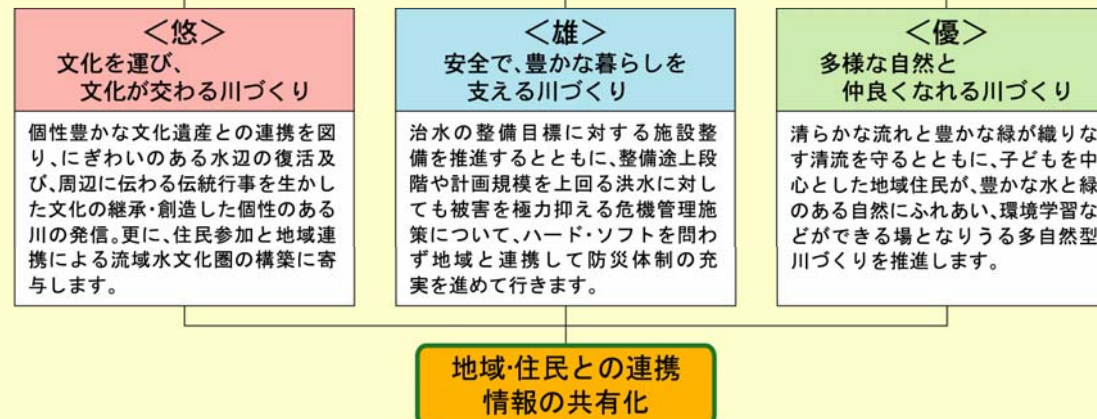 <悠>
文化を運び、
文化が交わる川づくり
個性豊かな文化遺産との連携を図
り、にぎわいのある水辺の復活及
び、周辺に伝わる伝統行事を生かし
た文化の継承・創造した個性のある
川の発信。更に、住民参加と地域連
携による流域水文化圏の構築に寄
与します。
<雄>
安全で、豊かな暮らしを
支える川づくり
治水の整備目標に対する施設整
備を推進するとともに、整備途上段
階や計画規模を上回る洪水に対し
ても被害を極力抑える危機管理施
策について、ハード・ソフトを問わ
ず地域と連携して防災体制の充
実を進めて行きます。
<優>
多様な自然と
仲良くなれる川づくり
清らかな流れと豊かな緑が織りな
す清流を守るとともに、子どもを中
心とした地域住民が、豊かな水と緑
のある自然にふれあい、環境学習な
どができる場となりうる多自然型
川づくりを推進します。
地域・住民との連携
情報の共有化